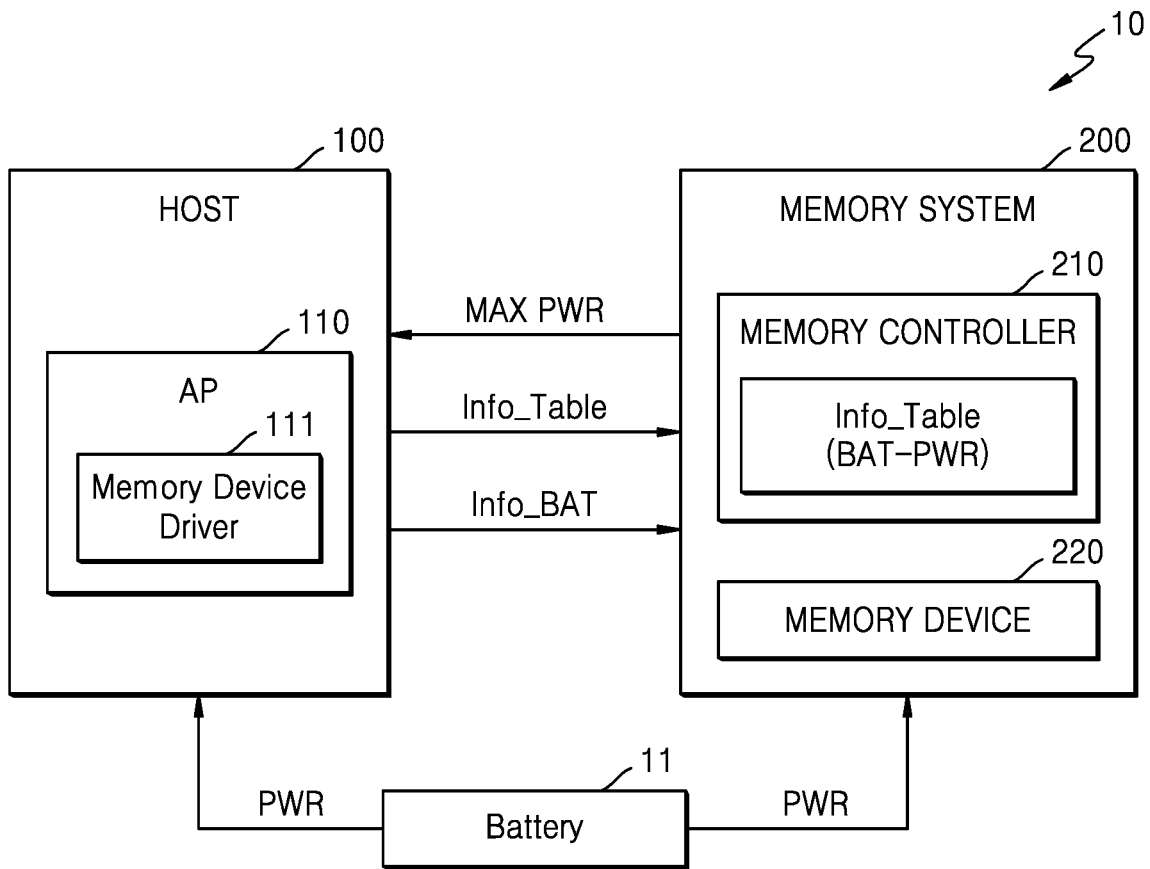 10
100
200
HOST
MEMORY SYSTEM
210
MAX PWR
MEMORY CONTROLLER
110
AP
Info_Table
Info_Table
(BAT-PWR)
111
Memory Device
Driver
Info_BAT
220
MEMORY DEVICE
11
PWR
Battery
PWR